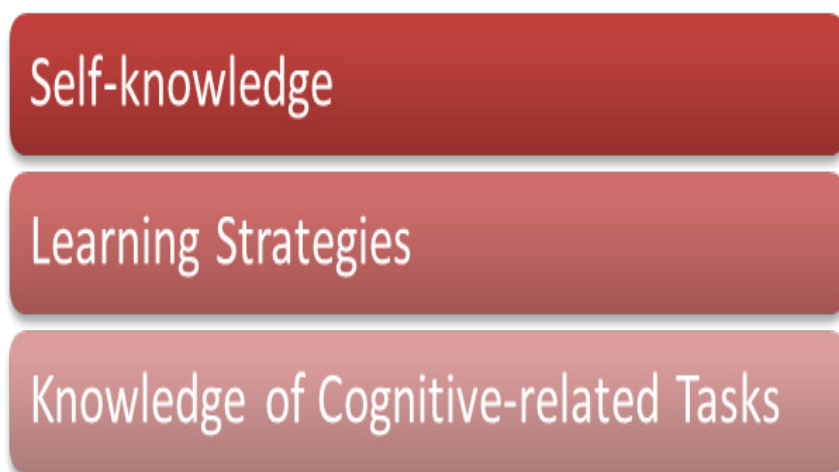 Self-knowledge
Learning Strategies
Knowledge of Cognitive-related Tasks